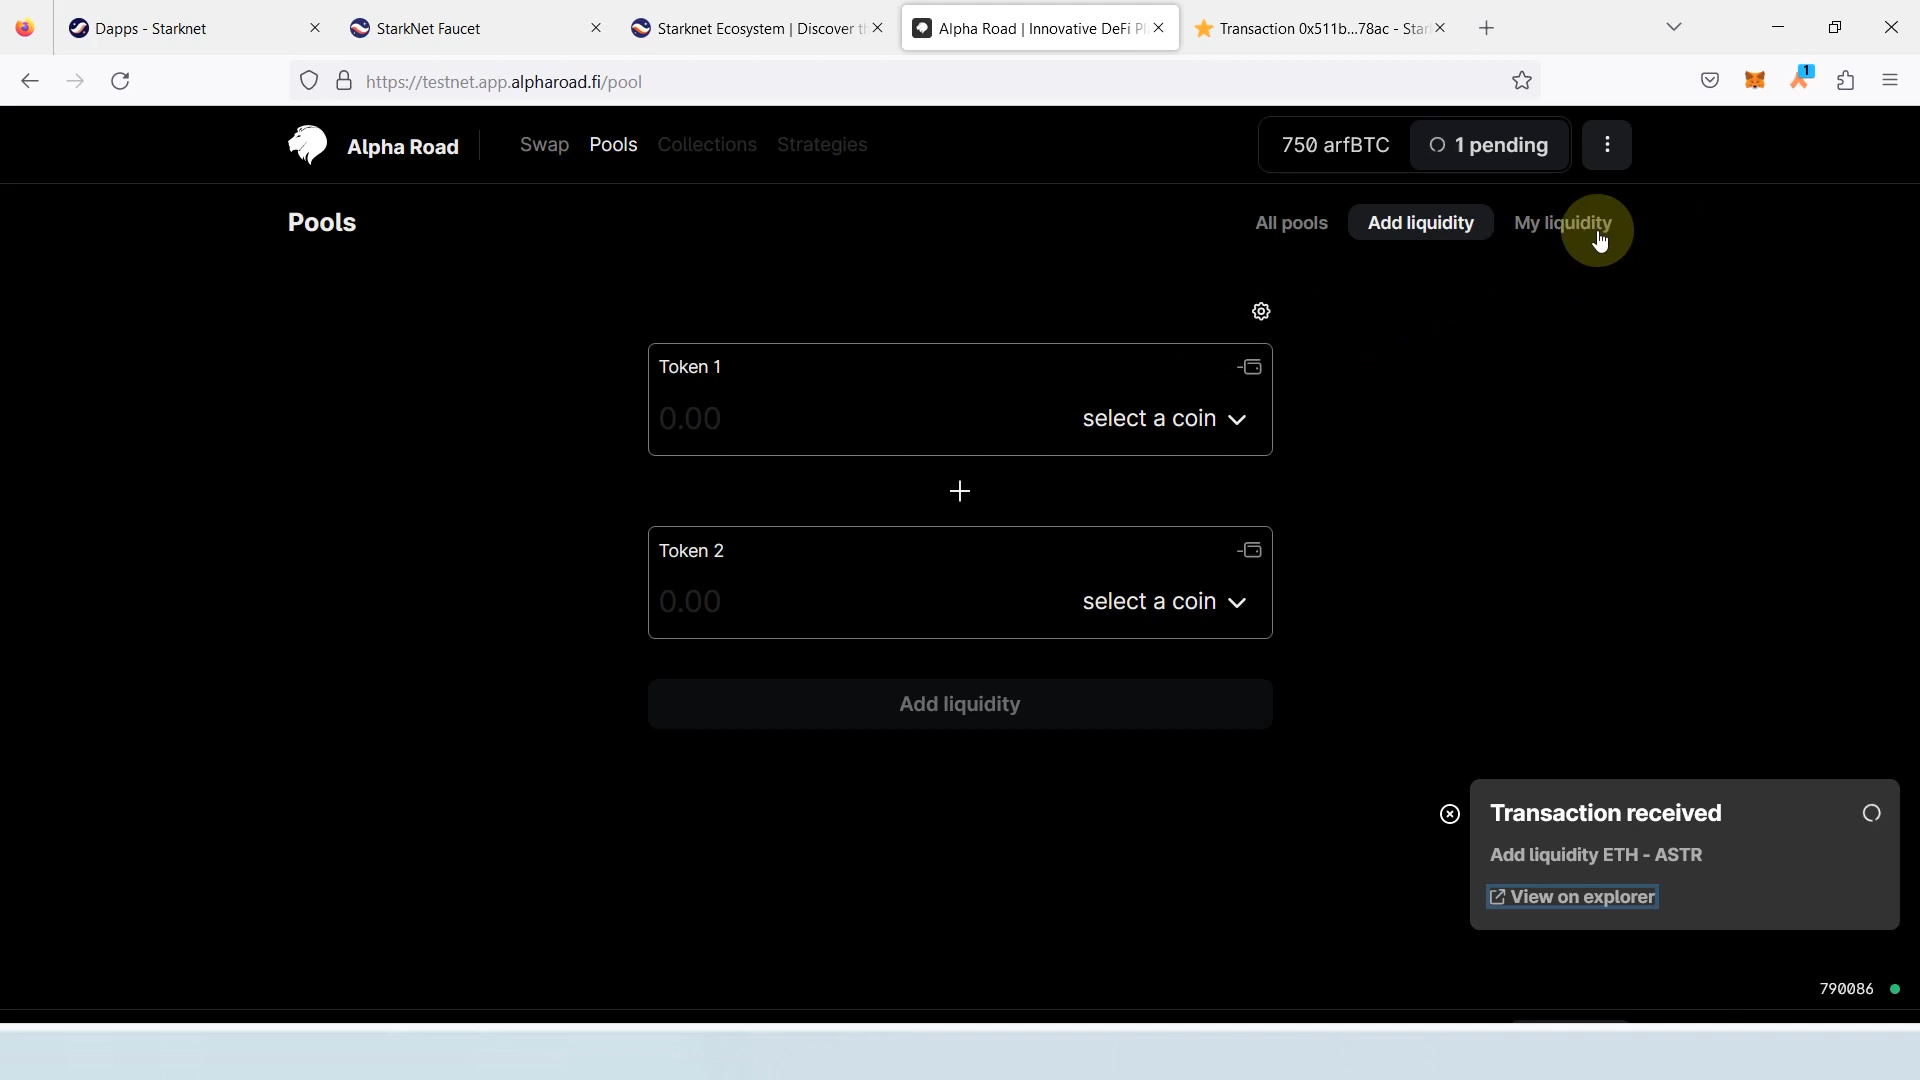 Dapps - Starknet
StarkNet Faucet
Starknet Ecosystem | Discover t
Alpha Road | Innovative DeFi P
Transaction 0x511b...78ac - Star
https://testnet.app.alpharoad.fi/pool
1
Alpha Road
Swap
Pools
Collections
Strategies
750 arfBTC
1 pending
Pools
All pools
Add liquidity
My liquidity
Token 1
0.00
select a coin
Token 2
0.00
select a coin
Add liquidity
Transaction received
Add liquidity ETH - ASTR
View on explorer
790086